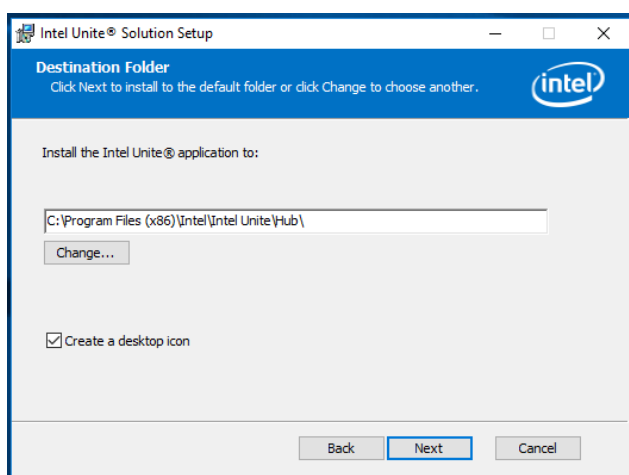 Intel Unite® Solution Setup
Destination Folder
Click Next to install to the default folder or click Change to choose another.
intel
Install the Intel Unite® application to:
C:\Program Files (x86)\Intel\Intel Unite\Hub\
Change...
Create a desktop icon
Back Next Cancel